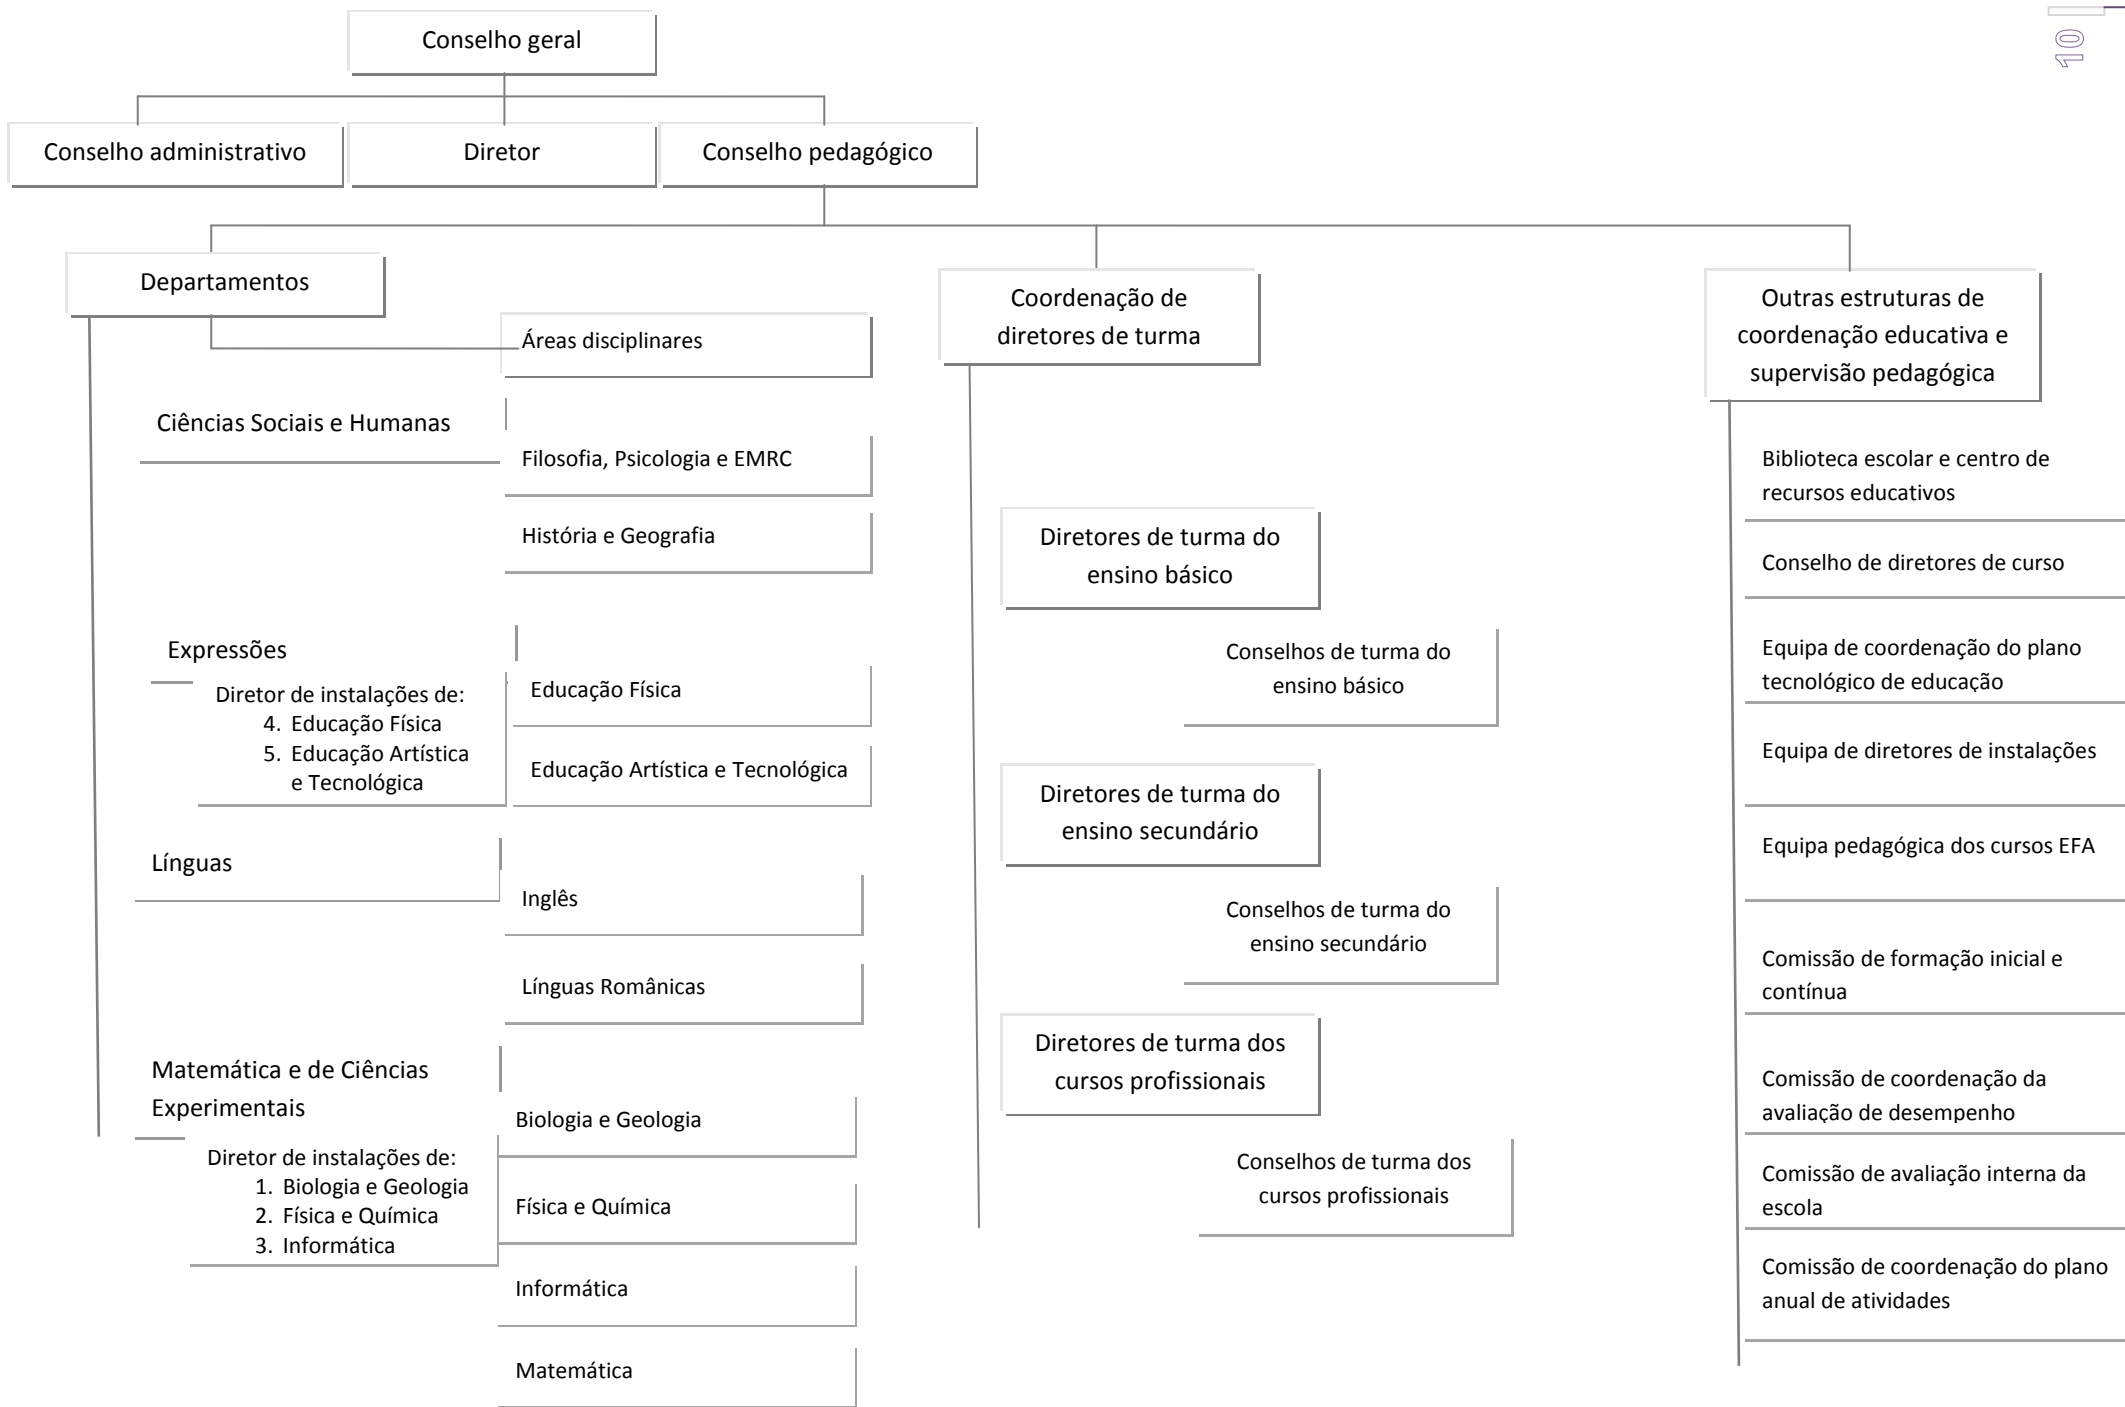 10
Conselho geral
Conselho administrativo
Diretor
Conselho pedagógico
Departamentos
Áreas disciplinares
Ciências Sociais e Humanas
Filosofia, Psicologia e EMRC
História e Geografia
Expressões
Diretor de instalações de:
4. Educação Física
5. Educação Artística
e Tecnológica
Educação Física
Educação Artística e Tecnológica
Línguas
Inglês
Línguas Românicas
Matemática e de Ciências
Experimentais
Diretor de instalações de:
1. Biologia e Geologia
2. Física e Química
3. Informática
Biologia e Geologia
Física e Química
Informática
Matemática
Coordenação de
diretores de turma
Diretores de turma do
ensino básico
Conselhos de turma do
ensino básico
Diretores de turma do
ensino secundário
Conselhos de turma do
ensino secundário
Diretores de turma dos
cursos profissionais
Conselhos de turma dos
cursos profissionais
Outras estruturas de
coordenação educativa e
supervisão pedagógica
Biblioteca escolar e centro de
recursos educativos
Conselho de diretores de curso
Equipa de coordenação do plano
tecnológico de educação
Equipa de diretores de instalações
Equipa pedagógica dos cursos EFA
Comissão de formação inicial e
contínua
Comissão de coordenação da
avaliação de desempenho
Comissão de avaliação interna da
escola
Comissão de coordenação do plano
anual de atividades